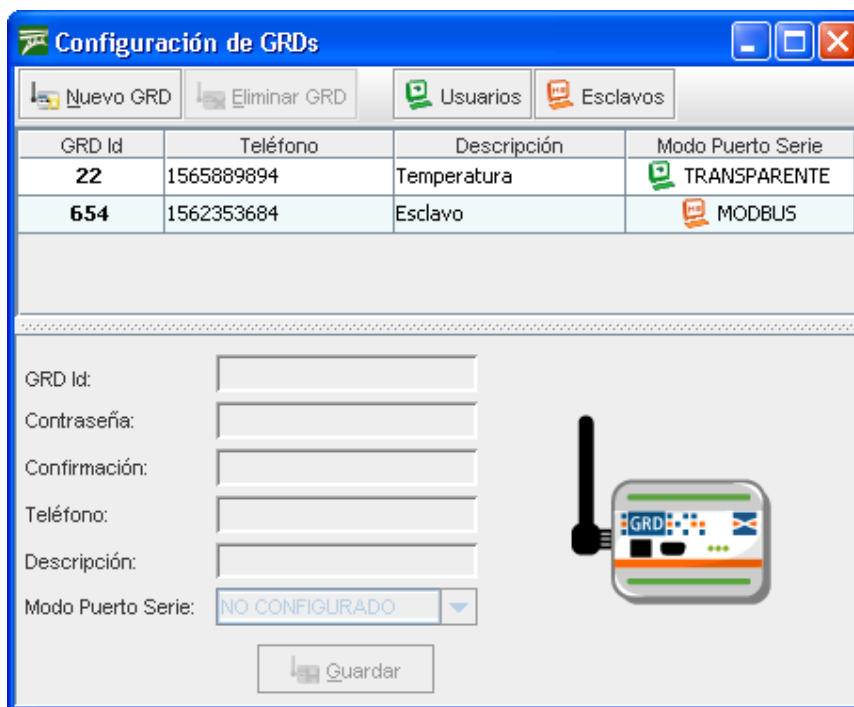 Configuración de GRDs
Nuevo GRD Eliminar GRD Usuarios Esclavos
GRD Id Teléfono Descripción Modo Puerto Serie
22 1565889894 Temperatura TRANSPARENTE
654 1562353684 Esclavo MODBUS
GRD Id:
Contraseña:
Confirmación:
Teléfono:
GRD
Descripción:
Modo Puerto Serie: NO CONFIGURADO
Guardar